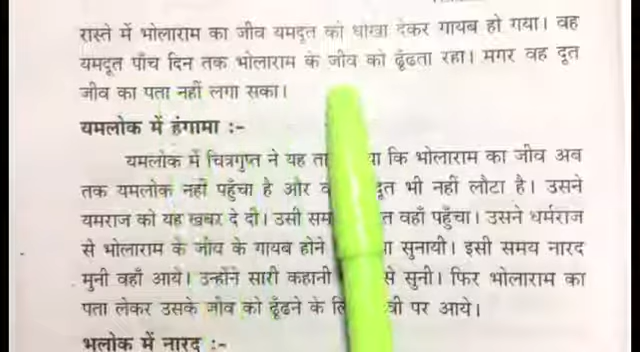 रास्ते में भोलाराम का जीव यमदूत को धोखा देकर गायब हो गया। वह
यमदूत पाँच दिन तक भोलाराम के जीव को ढूँढता रहा। मगर वह दूत
जीव का पता नहीं लगा सका।
यमलोक में हंगामा :-
यमलोक में चित्रगुप्त ने यह कि भोलाराम का जीव अब
तक यमलोक नहीं पहुँचा है और दूत भी नहीं लौटा है। उसने
यमराज को यह खबर दे दी। उसी वहाँ पहुँचा। उसने धर्मराज
से भोलाराम के जीव के गायब होने सुनायी। इसी समय नारद
मुनी वहाँ आये। उन्होंने सारी कहानी से सुनी। फिर भोलाराम का
पता लेकर उसके जीव को ढूँढ़ने के पर आये।
भूलोक में नारद :-